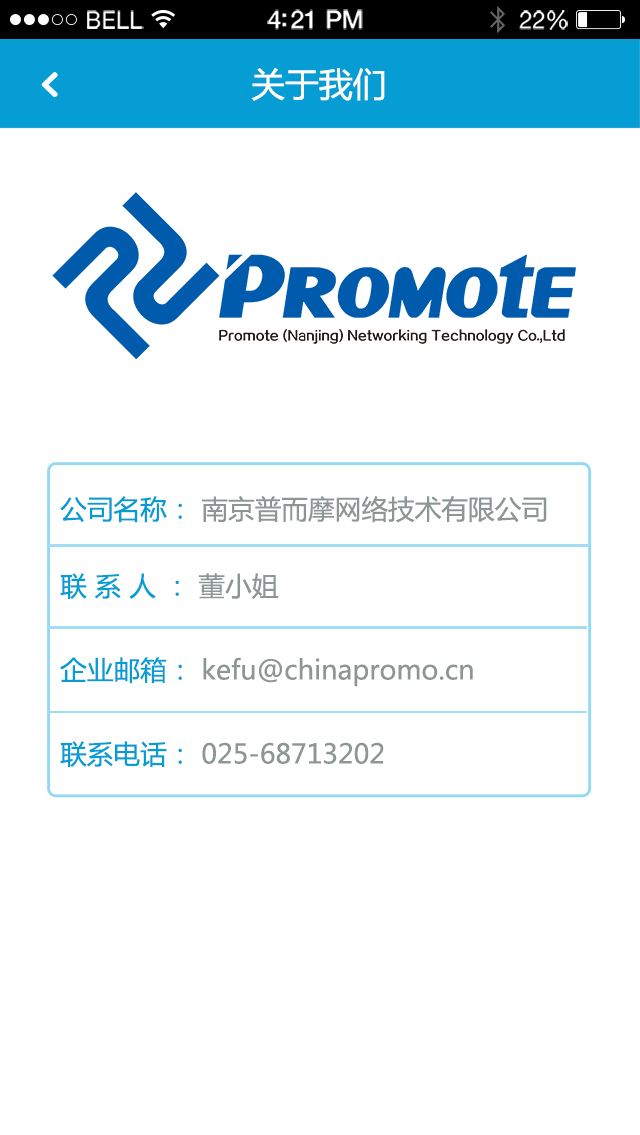 BELL 4:21 PM 22%
关于我们
PROMOTE
Promote (Nanjing) Networking Technology Co.,Ltd
公司名称： 南京普而摩网络技术有限公司
联 系 人 ： 董小姐
企业邮箱： kefu@chinapromo.cn
联系电话： 025-68713202